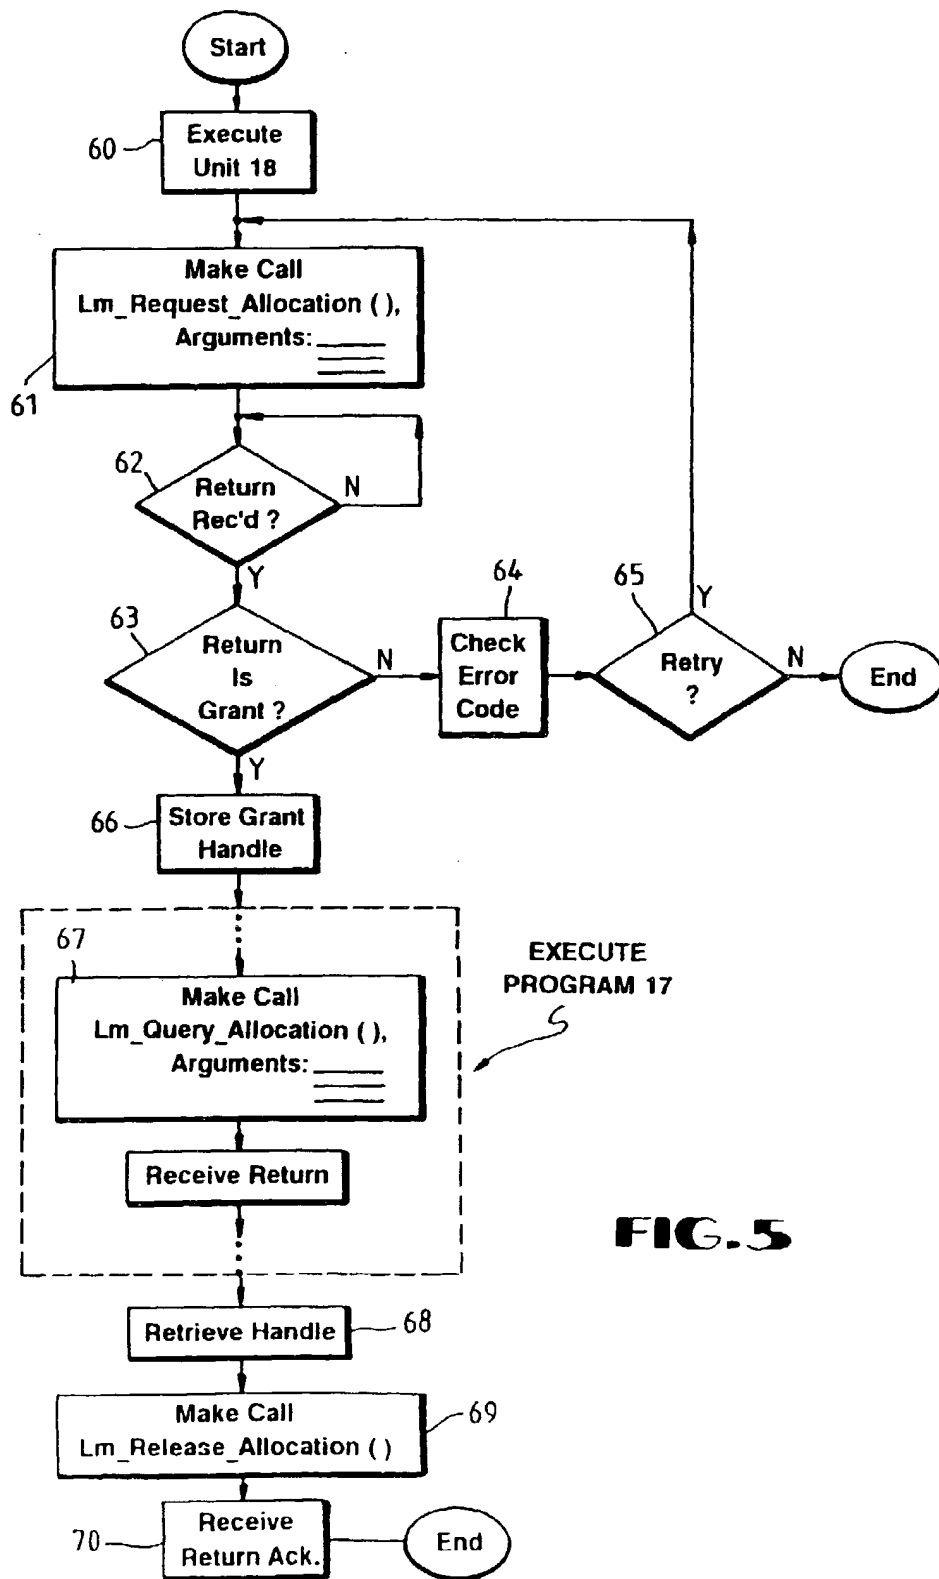 Start
60
Execute
Unit 18
Make Call
Lm_Request_Allocation ( ),
Arguments:
61
62
Return
Rec'd ?
N
Y
63
Return
Is
Grant ?
N
Y
64
Check
Error
Code
65
Retry
?
Y
N
End
66
Store Grant
Handle
67
Make Call
Lm_Query_Allocation ( ),
Arguments:
EXECUTE
PROGRAM 17
Receive Return
FIG. 5
Retrieve Handle
68
Make Call
Lm_Release_Allocation ( )
69
70
Receive
Return Ack.
End